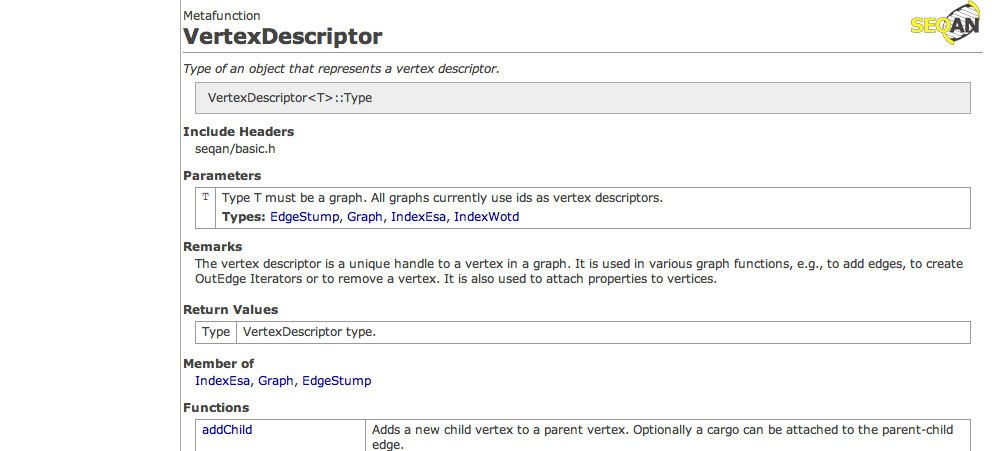 Metafunction
SEQAN
VertexDescriptor
Type of an object that represents a vertex descriptor.
VertexDescriptor<T>::Type
Include Headers
seqan/basic.h
Parameters
T Type T must be a graph. All graphs currently use ids as vertex descriptors.
Types: EdgeStump, Graph, IndexEsa, IndexWotd
Remarks
The vertex descriptor is a unique handle to a vertex in a graph. It is used in various graph functions, e.g., to add edges, to create
OutEdge Iterators or to remove a vertex. It is also used to attach properties to vertices.
Return Values
Type VertexDescriptor type.
Member of
IndexEsa, Graph, EdgeStump
Functions
addChild Adds a new child vertex to a parent vertex. Optionally a cargo can be attached to the parent-child
edge.